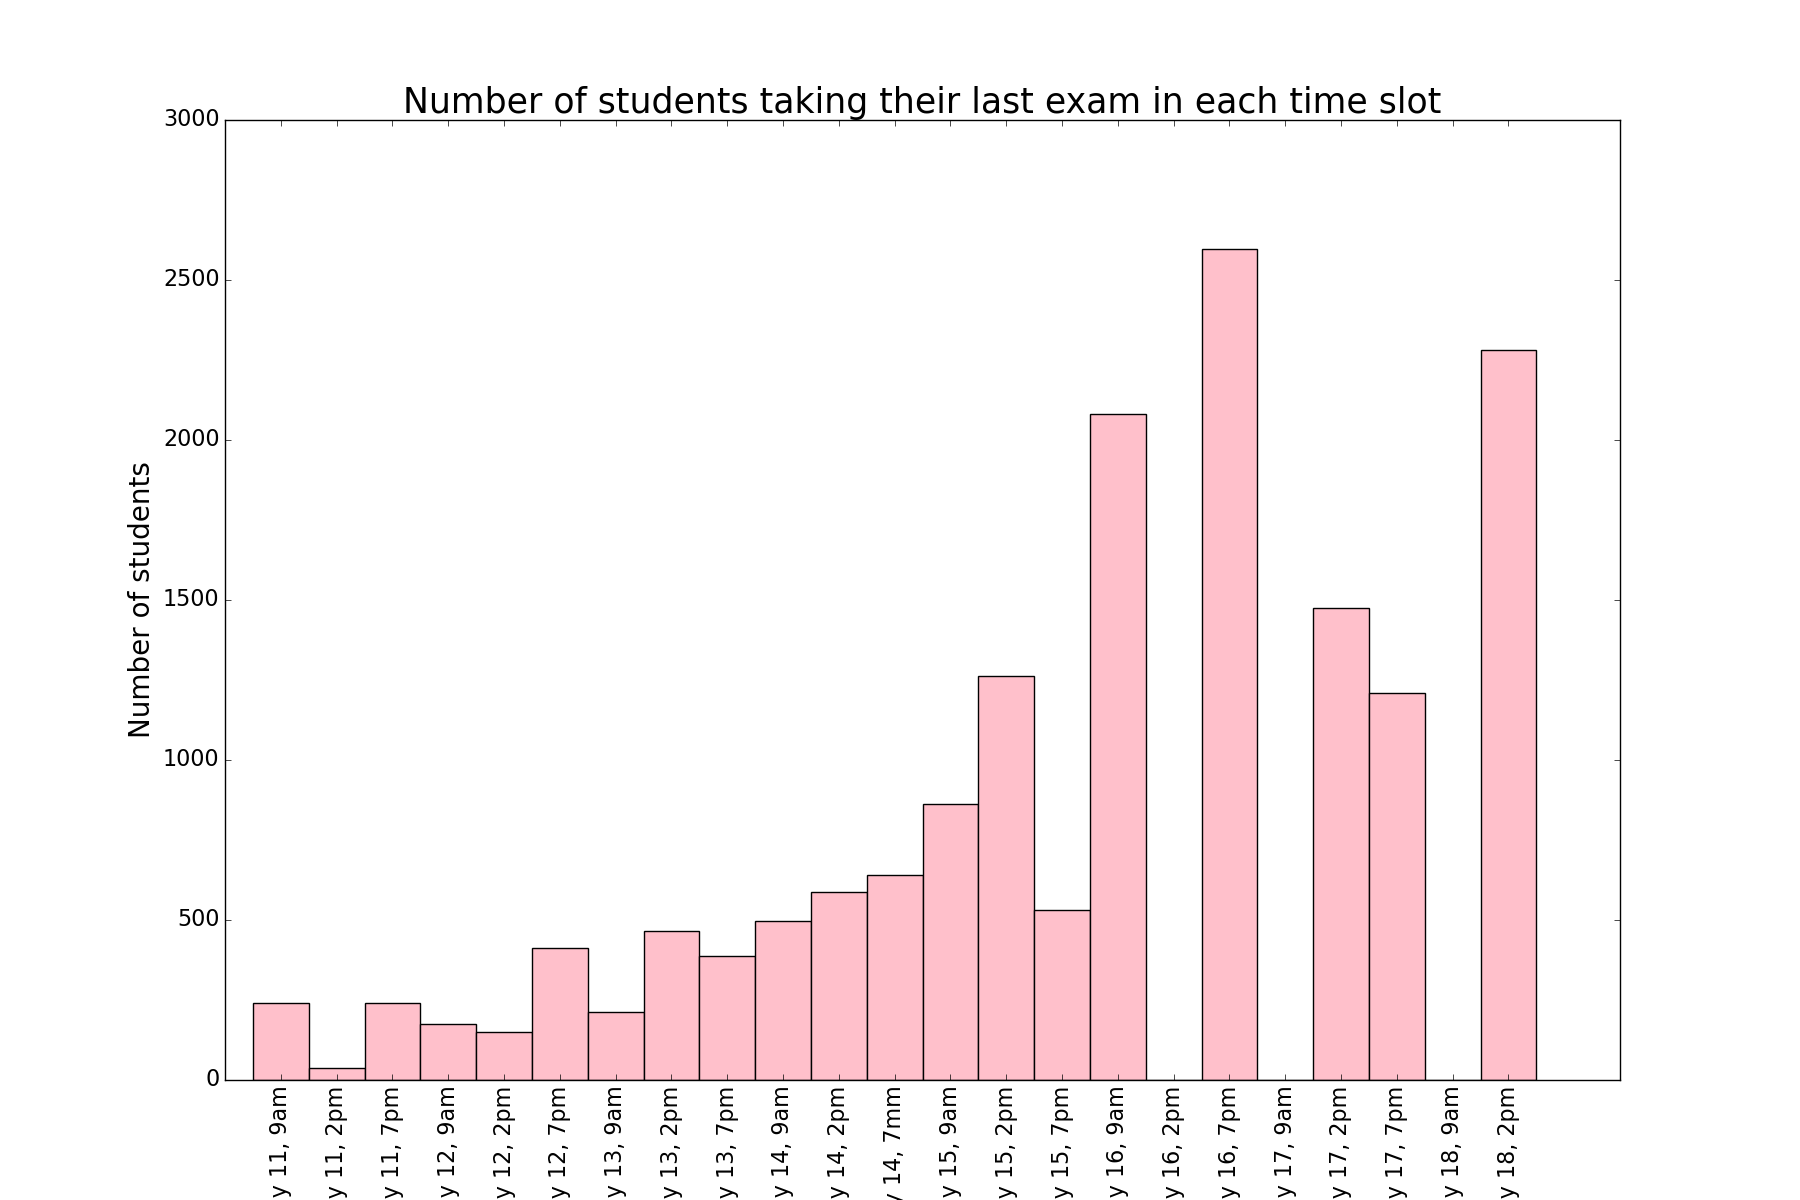 Number of students taking their last exam in each time slot
3000
2500
2000
1500
1000
500
0
Number of students
y 11, 9am
y 11, 2pm
y 11, 7pm
y 12, 9am
y 12, 2pm
y 12, 7pm
y 13, 9am
y 13, 2pm
y 13, 7pm
y 14, 9am
y 14, 2pm
y 14, 7mm
y 15, 9am
y 15, 2pm
y 15, 7pm
y 16, 9am
y 16, 2pm
y 16, 7pm
y 17, 9am
y 17, 2pm
y 17, 7pm
y 18, 9am
y 18, 2pm